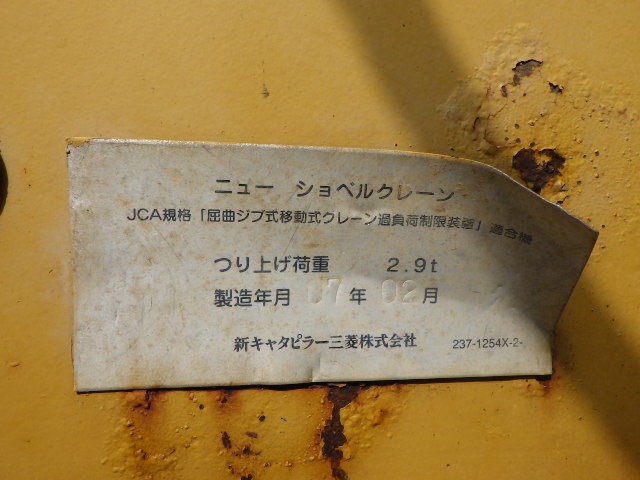 ニュー ショベルクレーン
JCA規格「屈曲ジブ式移動式クレーン過負荷制限装置」適合機
つり上げ荷重 2.9t
製造年月 07年 02月
新キャタピラー三菱株式会社
237-1254X-2-